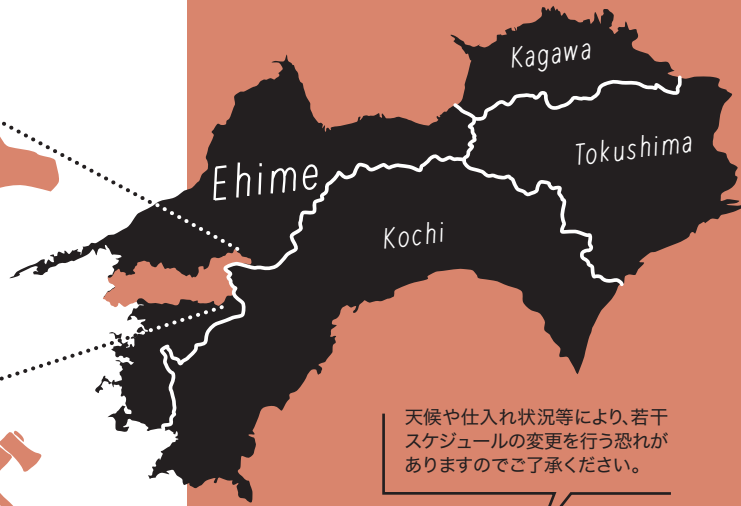 Kagawa
Tokushima
Ehime
Kochi
天候や仕入れ状況等により、若干
スケジュールの変更を行う恐れが
ありますのでご了承ください。